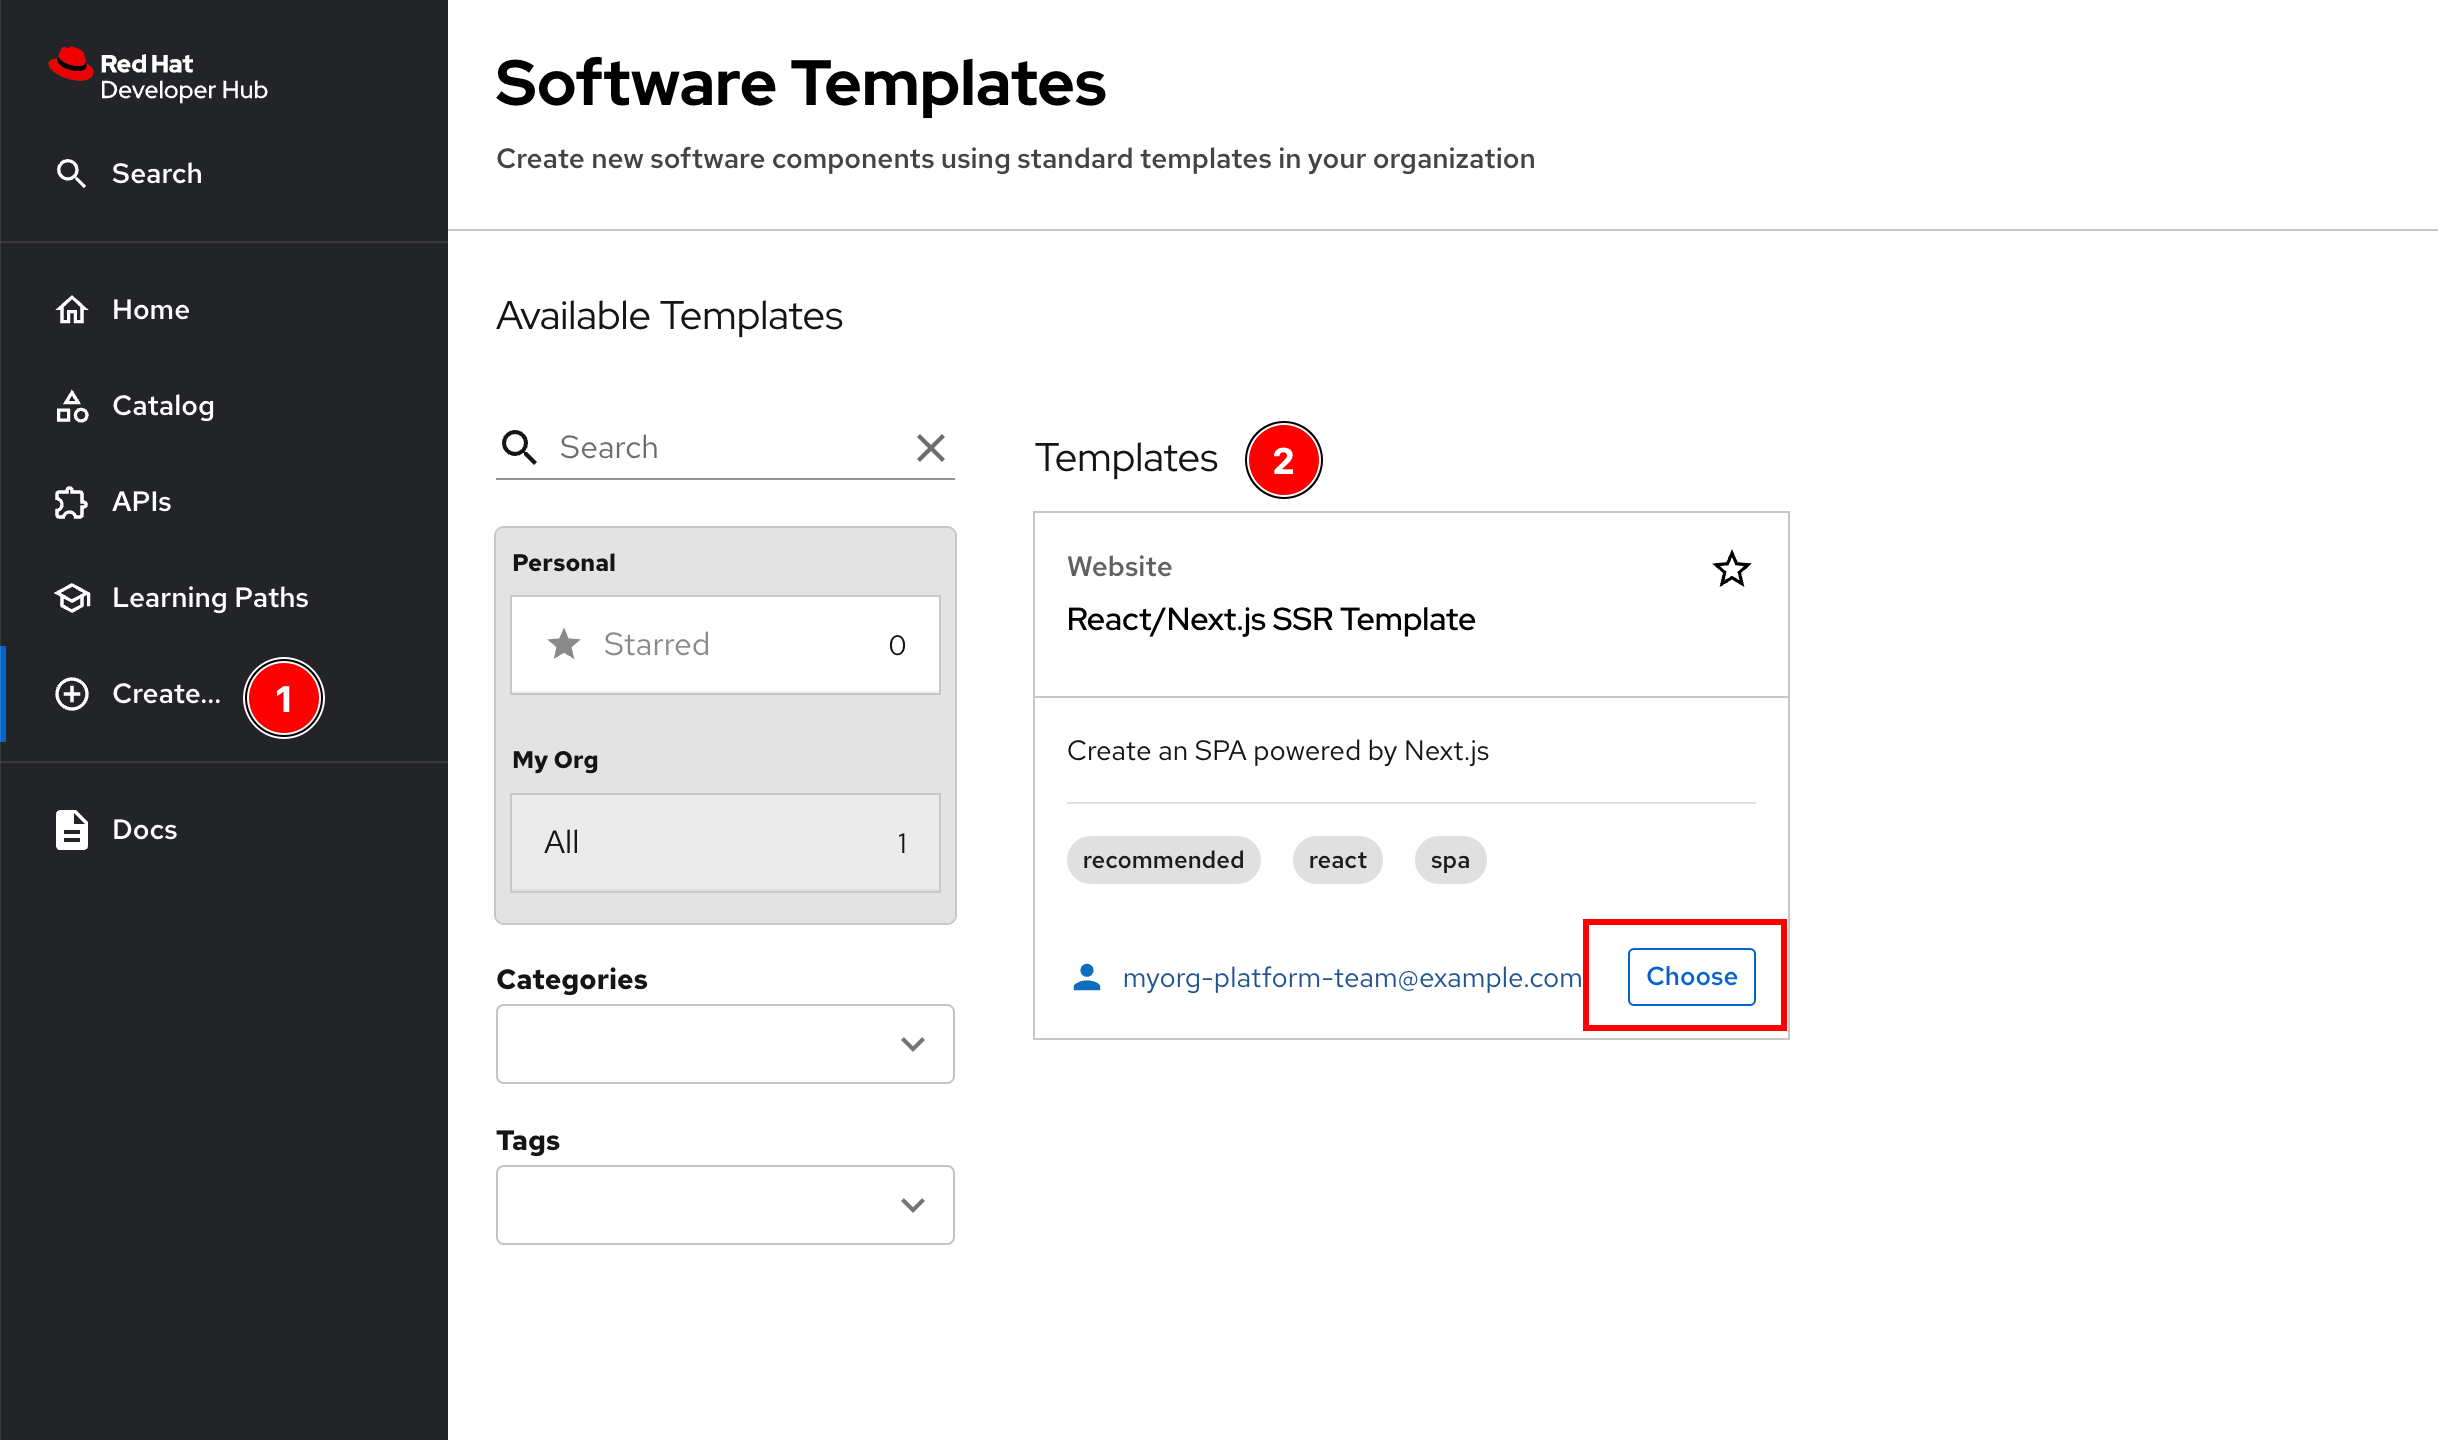 Red Hat
Developer Hub
Search
Home
Catalog
APIs
Learning Paths
Create...
1
Docs
Software Templates
Create new software components using standard templates in your organization
Available Templates
Search
Personal
Starred 0
My Org
All 1
Categories
Tags
Templates
2
Website
React/Next.js SSR Template
Create an SPA powered by Next.js
recommended react spa
myorg-platform-team@example.com Choose